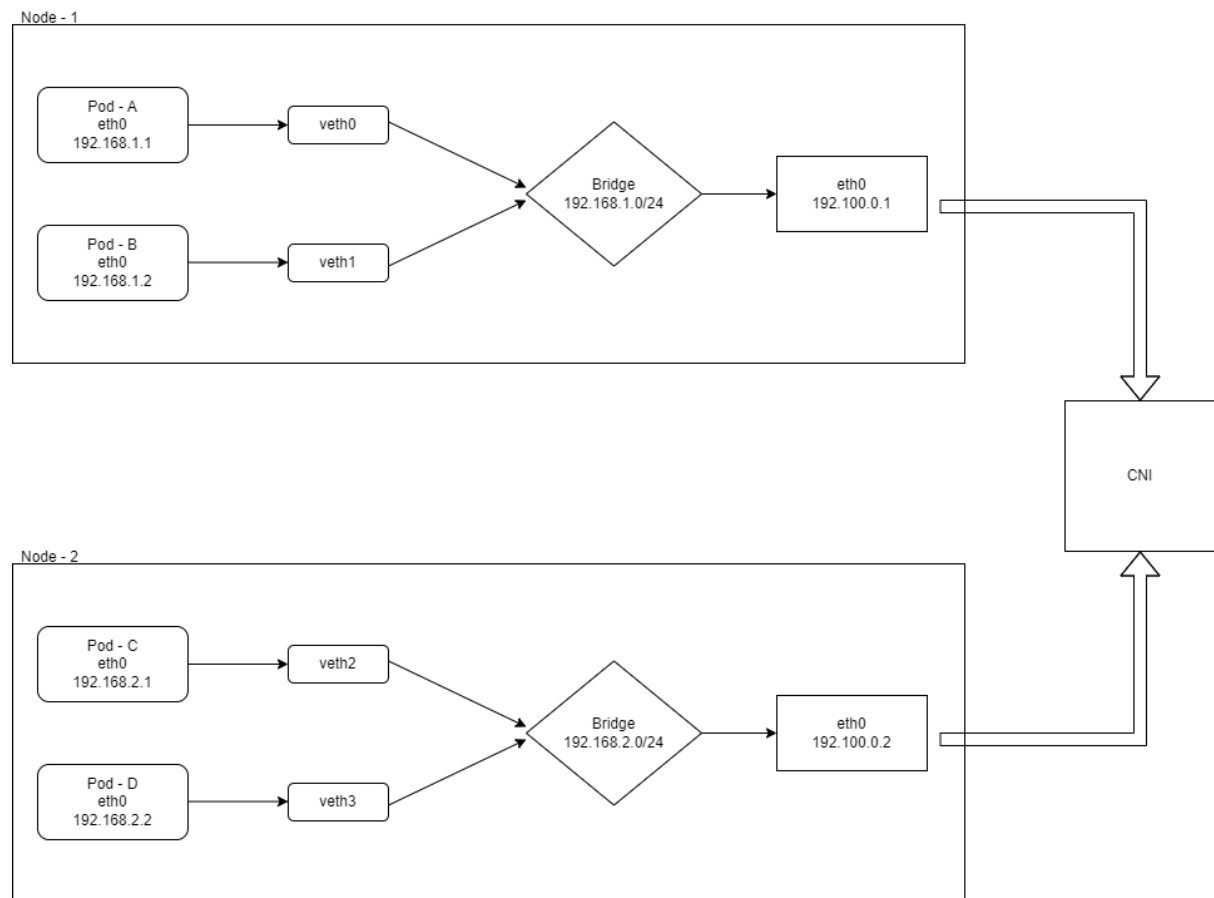 Node - 1
Pod - A
eth0
192.168.1.1
veth0
Pod - B
eth0
192.168.1.2
veth1
Bridge
192.168.1.0/24
eth0
192.100.0.1
CNI
Node - 2
Pod - C
eth0
192.168.2.1
veth2
Pod - D
eth0
192.168.2.2
veth3
Bridge
192.168.2.0/24
eth0
192.100.0.2